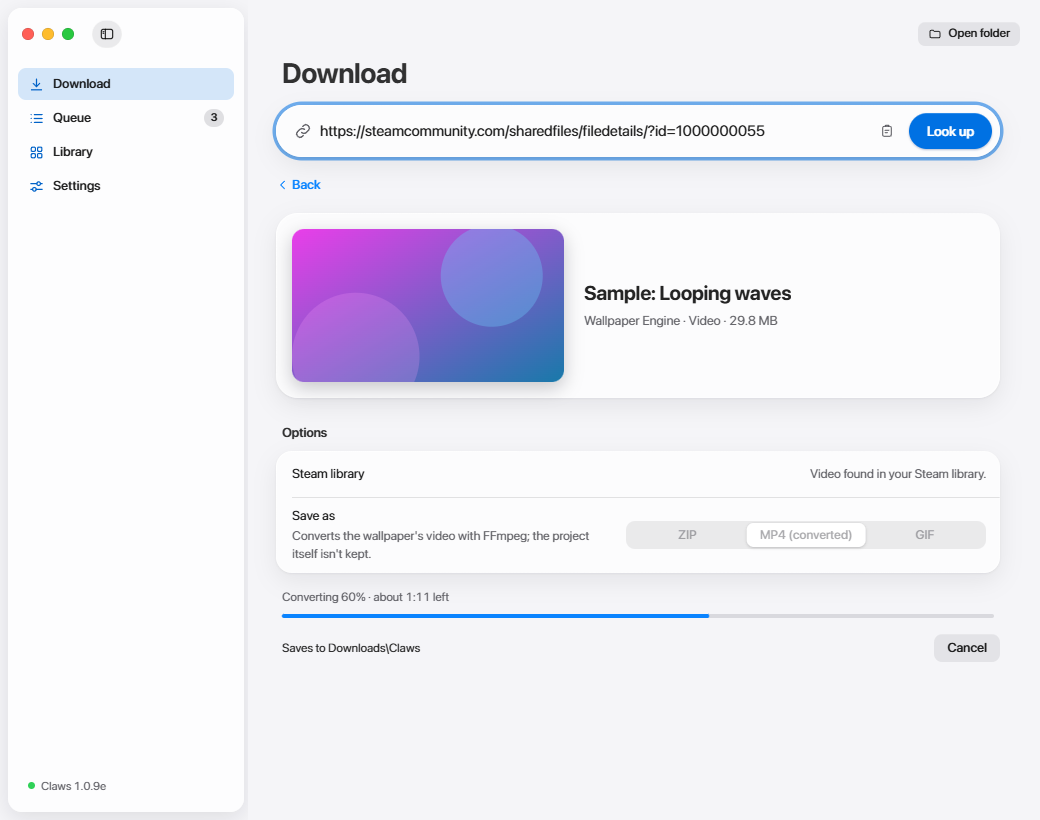 Open folder
Download
Queue
3
Library
Settings
Download
https://steamcommunity.com/sharedfiles/filedetails/?id=1000000055
Look up
Back
Sample: Looping waves
Wallpaper Engine · Video · 29.8 MB
Options
Steam library
Video found in your Steam library.
Save as
Converts the wallpaper's video with FFmpeg; the project
itself isn't kept.
ZIP
MP4 (converted)
GIF
Converting 60% · about 1:11 left
Saves to Downloads\Claws
Cancel
Claws 1.0.9e